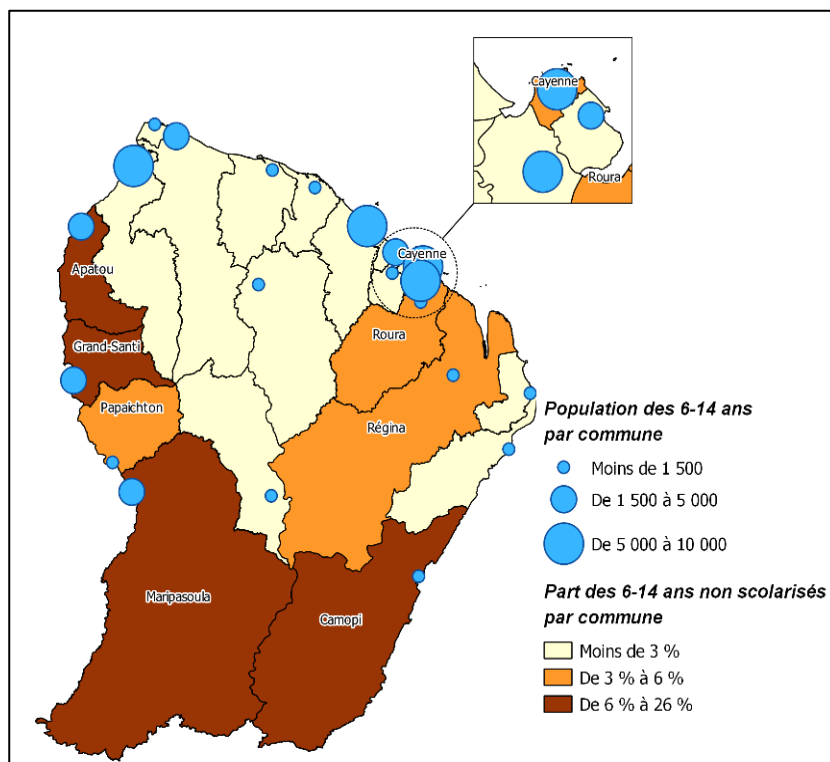 Cayenne
Roura
Apatou
Cayenne
Grand-Santi
Roura
Papaichton
Régina
Maripasoula
Camopi
Population des 6-14 ans
par commune
Moins de 1 500
De 1 500 à 5 000
De 5 000 à 10 000
Part des 6-14 ans non scolarisés
par commune
Moins de 3 %
De 3 % à 6 %
De 6 % à 26 %